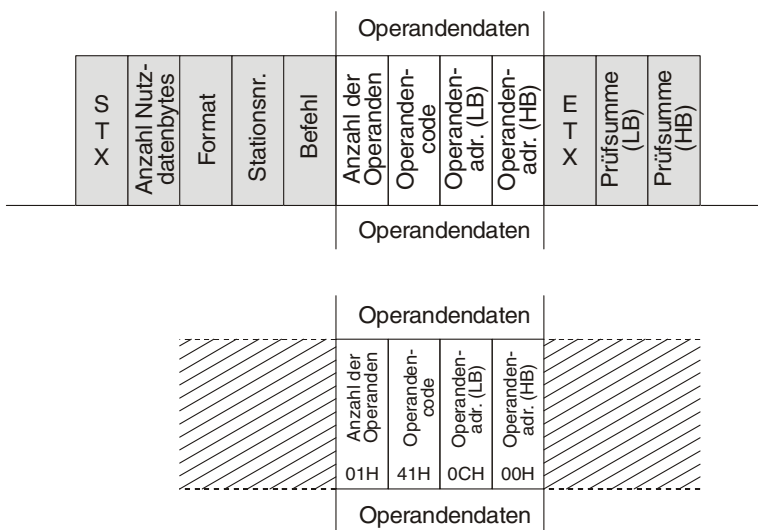 Operandendaten
S
T
X
Anzahl Nutz-
datenbytes
Format
Stationsnr.
Befehl
Anzahl der
Operanden
Operanden-
code
Operanden-
adr. (LB)
Operanden-
adr. (HB)
E
T
X
Prüfsumme
(LB)
Prüfsumme
(HB)
Operandendaten
Operandendaten
Anzahl der
Operanden
Operanden-
code
Operanden-
adr. (LB)
Operanden-
adr. (HB)
01H 41H 0CH 00H
Operandendaten